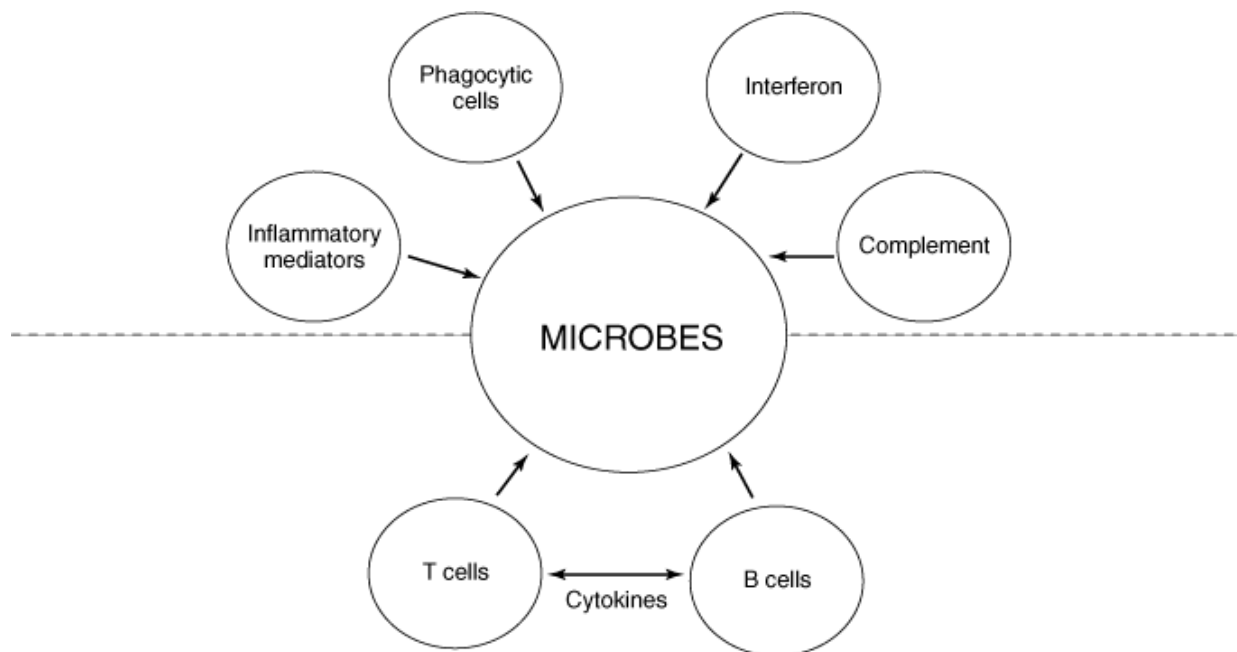 Phagocytic
cells
Interferon
Inflammatory
mediators
Complement
MICROBES
T cells
Cytokines
B cells